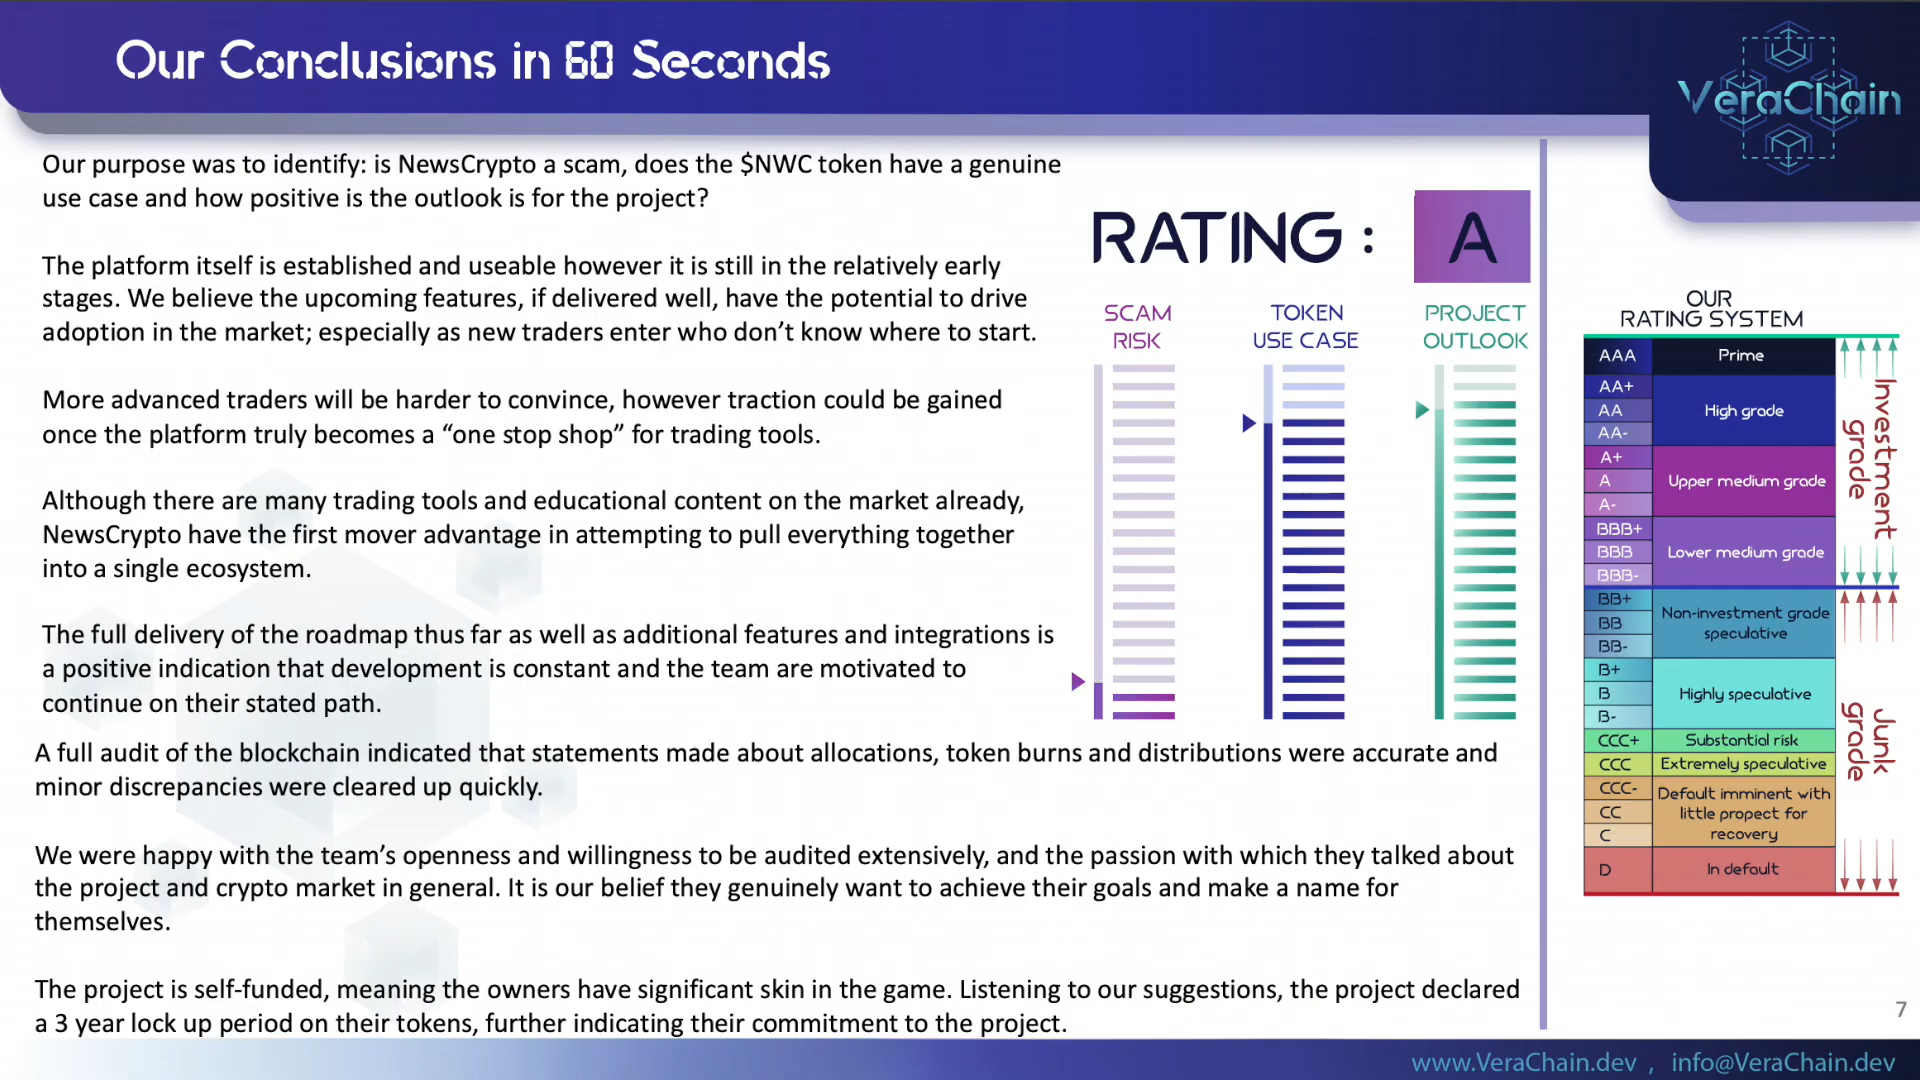 Our Conclusions in 60 Seconds
VeraChain
Our purpose was to identify: is NewsCrypto a scam, does the $NWC token have a genuine
use case and how positive is the outlook is for the project?
The platform itself is established and useable however it is still in the relatively early
stages. We believe the upcoming features, if delivered well, have the potential to drive
adoption in the market; especially as new traders enter who don’t know where to start.
More advanced traders will be harder to convince, however traction could be gained
once the platform truly becomes a “one stop shop” for trading tools.
Although there are many trading tools and educational content on the market already,
NewsCrypto have the first mover advantage in attempting to pull everything together
into a single ecosystem.
The full delivery of the roadmap thus far as well as additional features and integrations is
a positive indication that development is constant and the team are motivated to
continue on their stated path.
A full audit of the blockchain indicated that statements made about allocations, token burns and distributions were accurate and
minor discrepancies were cleared up quickly.
We were happy with the team’s openness and willingness to be audited extensively, and the passion with which they talked about
the project and crypto market in general. It is our belief they genuinely want to achieve their goals and make a name for
themselves.
The project is self-funded, meaning the owners have significant skin in the game. Listening to our suggestions, the project declared
a 3 year lock up period on their tokens, further indicating their commitment to the project.
RATING : A
SCAM
RISK
TOKEN
USE CASE
PROJECT
OUTLOOK
OUR
RATING SYSTEM
AAA Prime
AA+
AA High grade
AA-
A+
A Upper medium grade
A-
BBB+
BBB Lower medium grade
BBB-
BB+
BB Non-investment grade
speculative
BB-
B+
B Highly speculative
B-
CCC+ Substantial risk
CCC Extremely speculative
CCC- Default imminent with
CC little propect for
C recovery
D In default
Investment
grade
Junk
grade
7
www.VeraChain.dev , info@VeraChain.dev